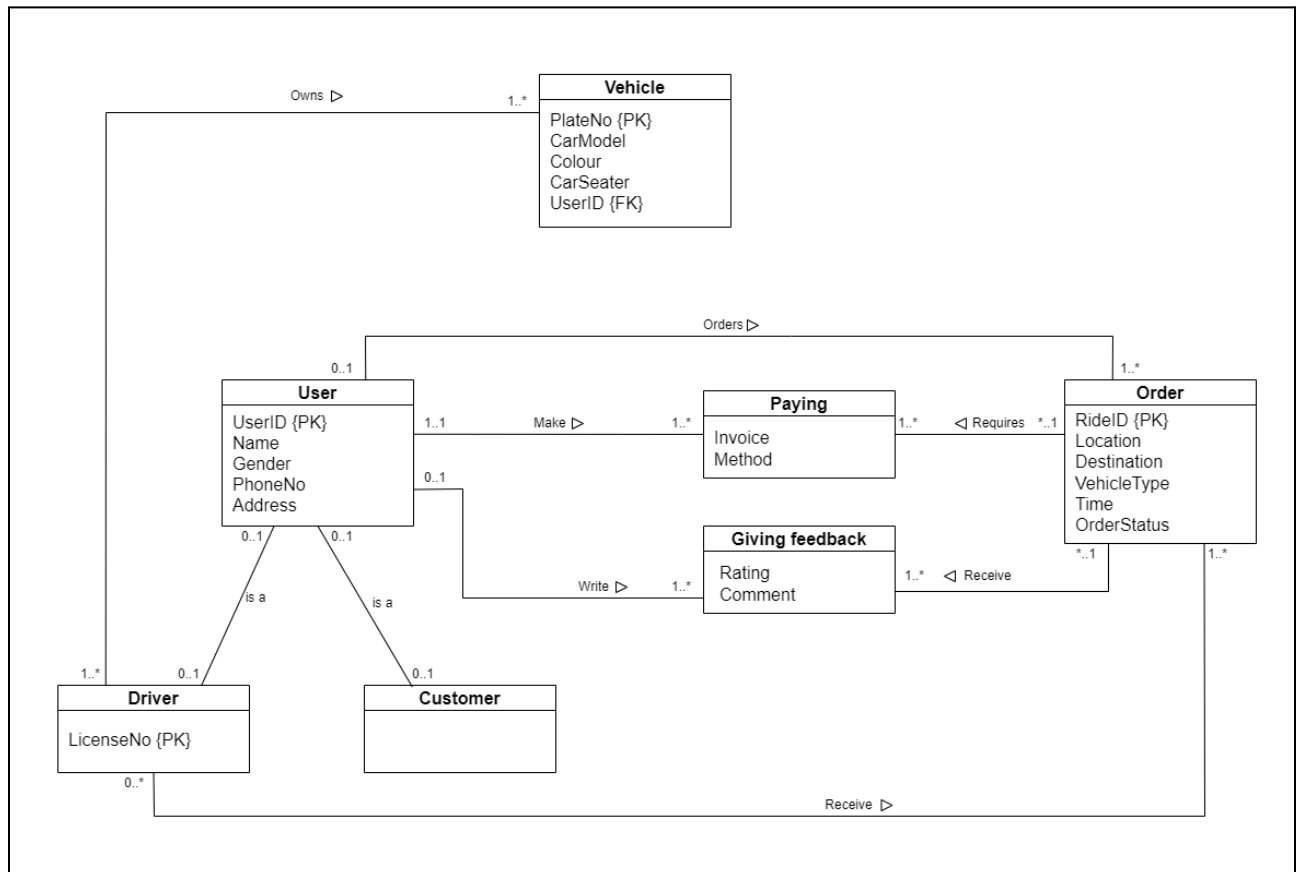 Vehicle
Owns
1..*
PlateNo {PK}
CarModel
Colour
CarSeater
UserID {FK}
Orders
0..1
1..*
User
UserID {PK}
Name
Gender
PhoneNo
Address
1..1
Make
1..*
Paying
Invoice
Method
1..*
Requires
*..1
Order
RideID {PK}
Location
Destination
VehicleType
Time
OrderStatus
0..1
Write
1..*
Giving feedback
Rating
Comment
1..*
Receive
*..1
1..*
0..1
0..1
is a
is a
1..*
0..1
0..1
Driver
LicenseNo {PK}
Customer
0..*
Receive